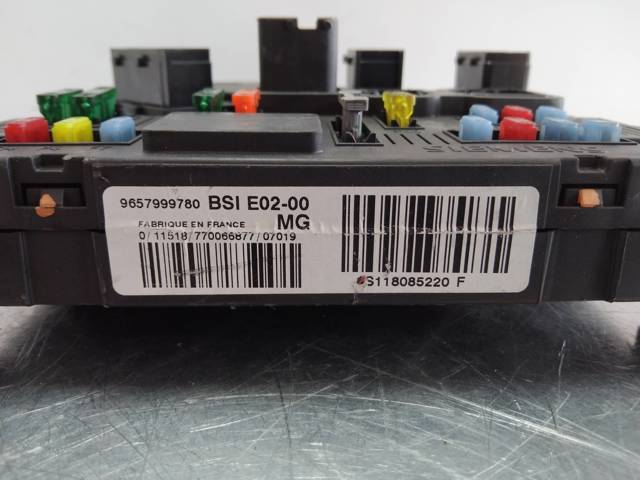 9657999780 BSI E02-00
FABRIQUE EN FRANCE MG
0/11518/770066877/07019
S118085220 F